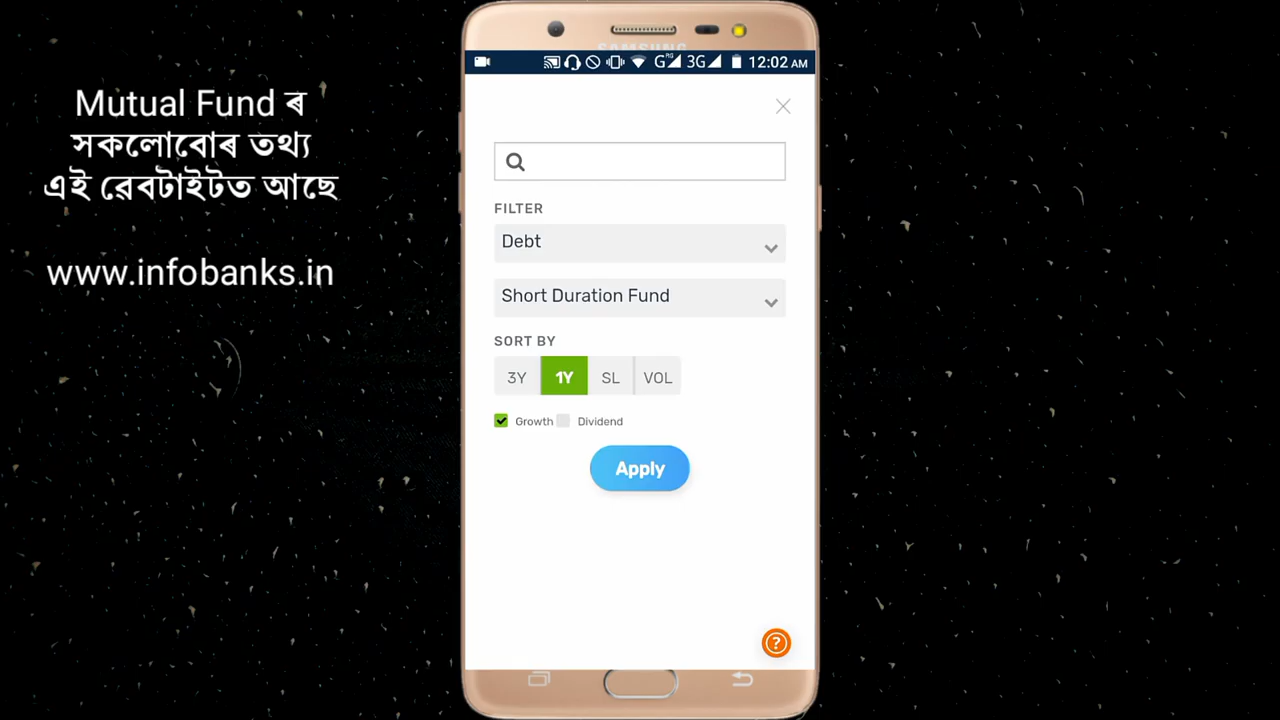 Mutual Fund ৰ
সকলোবোৰ তথ্য
এই ৱেবটাইটত আছে
www.infobanks.in
SAMSUNG
G RG 3G 12:02 AM
FILTER
Debt
Short Duration Fund
SORT BY
3Y 1Y SL VOL
Growth Dividend
Apply
?